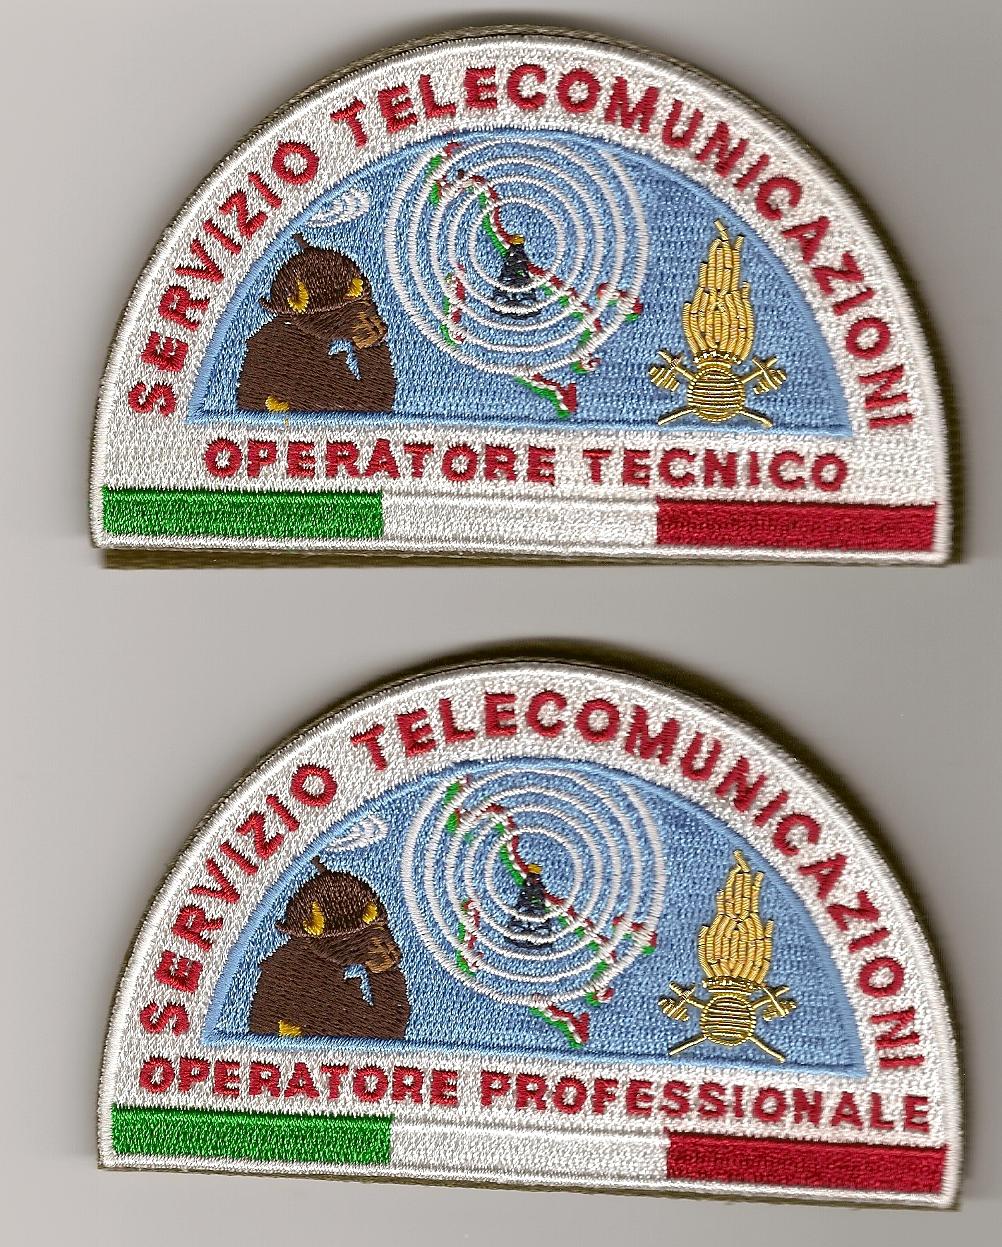 SERVIZIO TELECOMUNICAZIONI
OPERATORE TECNICO
SERVIZIO TELECOMUNICAZIONI
OPERATORE PROFESSIONALE